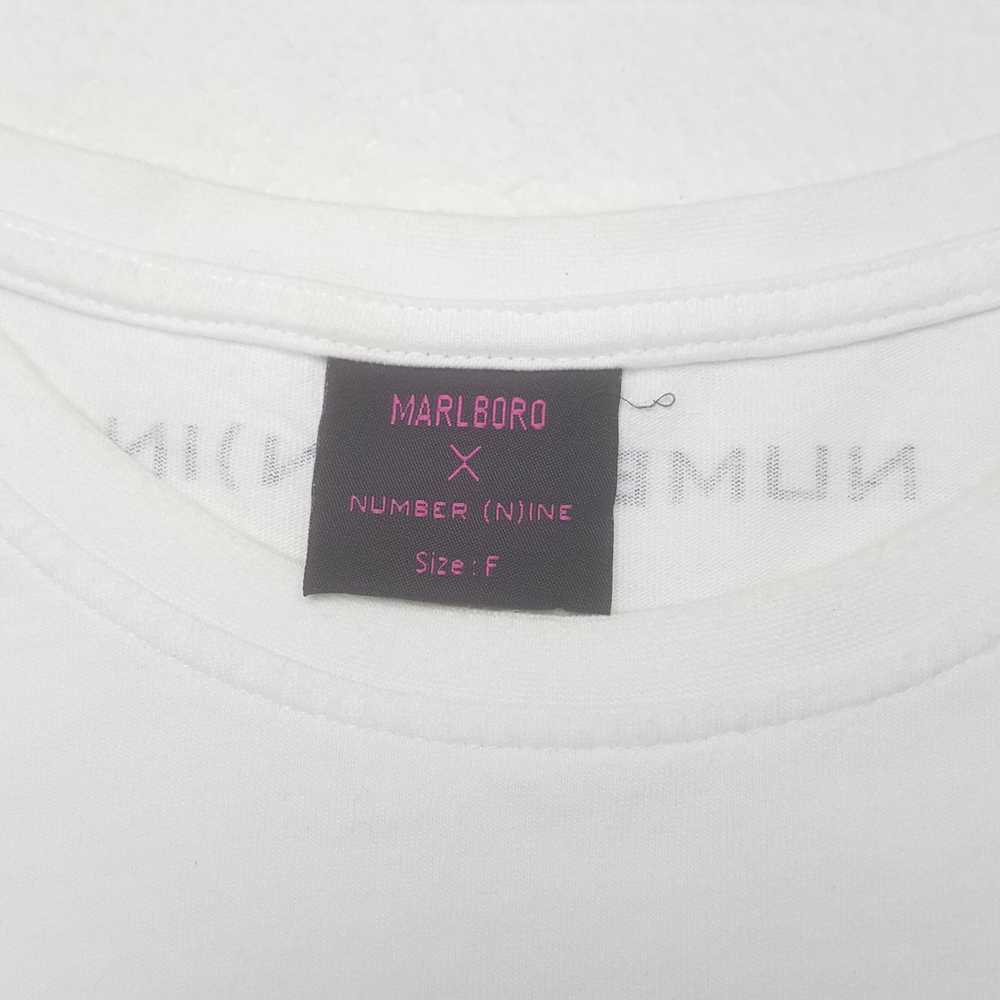 MARLBORO
X
NUMBER (N)INE
Size : F